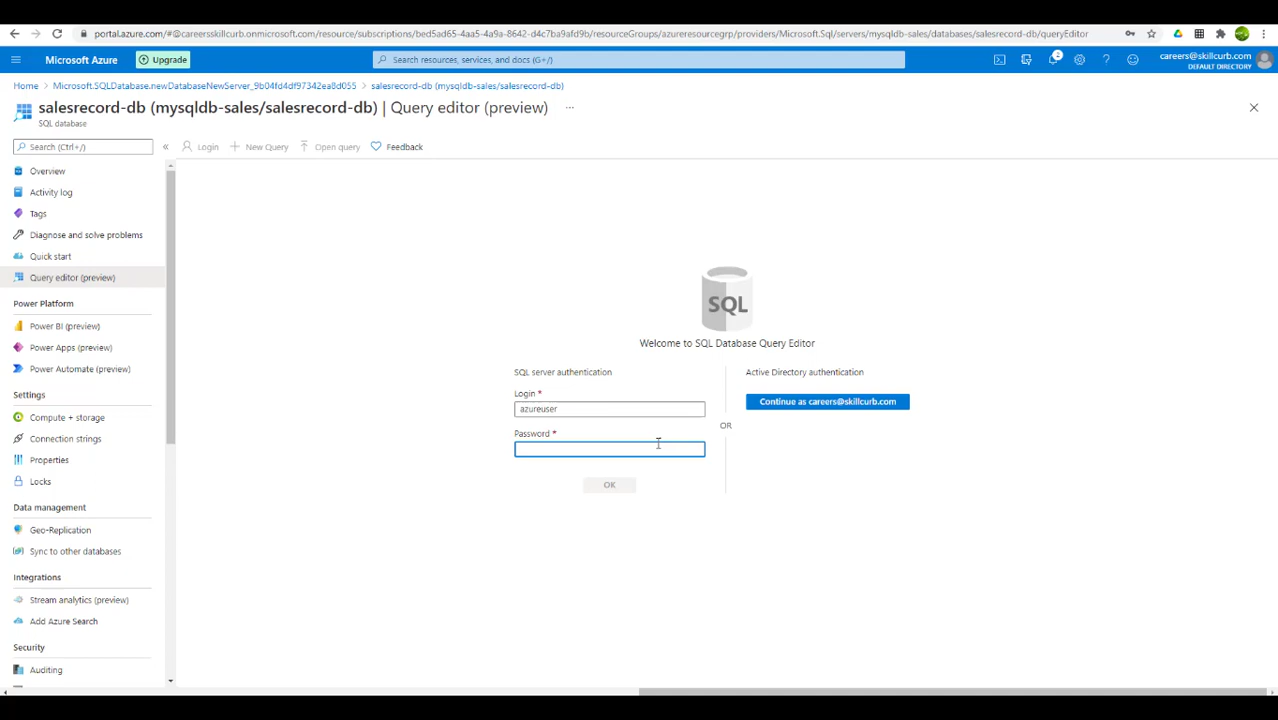 portal.azure.com/#@careersskillcurb.onmicrosoft.com/resource/subscriptions/bed5ad65-4aa5-4a9a-8642-d4c7ba9afd9b/resourceGroups/azureresourcegrp/providers/Microsoft.Sql/servers/mysqldb-sales/databases/salesrecord-db/queryEditor
Microsoft Azure
Upgrade
Search resources, services, and docs (G+/)
2
careers@skillcurb.com
DEFAULT DIRECTORY
Home > Microsoft.SQLDatabase.newDatabaseNewServer_9b04fd4df97342ea8d055 > salesrecord-db (mysqldb-sales/salesrecord-db)
salesrecord-db (mysqldb-sales/salesrecord-db) | Query editor (preview) ...
SQL database
Search (Ctrl+/)
«
Login
New Query
Open query
Feedback
Overview
Activity log
Tags
Diagnose and solve problems
Quick start
Query editor (preview)
Power Platform
Power BI (preview)
Power Apps (preview)
Power Automate (preview)
Settings
Compute + storage
Connection strings
Properties
Locks
Data management
Geo-Replication
Sync to other databases
Integrations
Stream analytics (preview)
Add Azure Search
Security
Auditing
SQL
Welcome to SQL Database Query Editor
SQL server authentication
Login *
azureuser
Password *
OK
OR
Active Directory authentication
Continue as careers@skillcurb.com